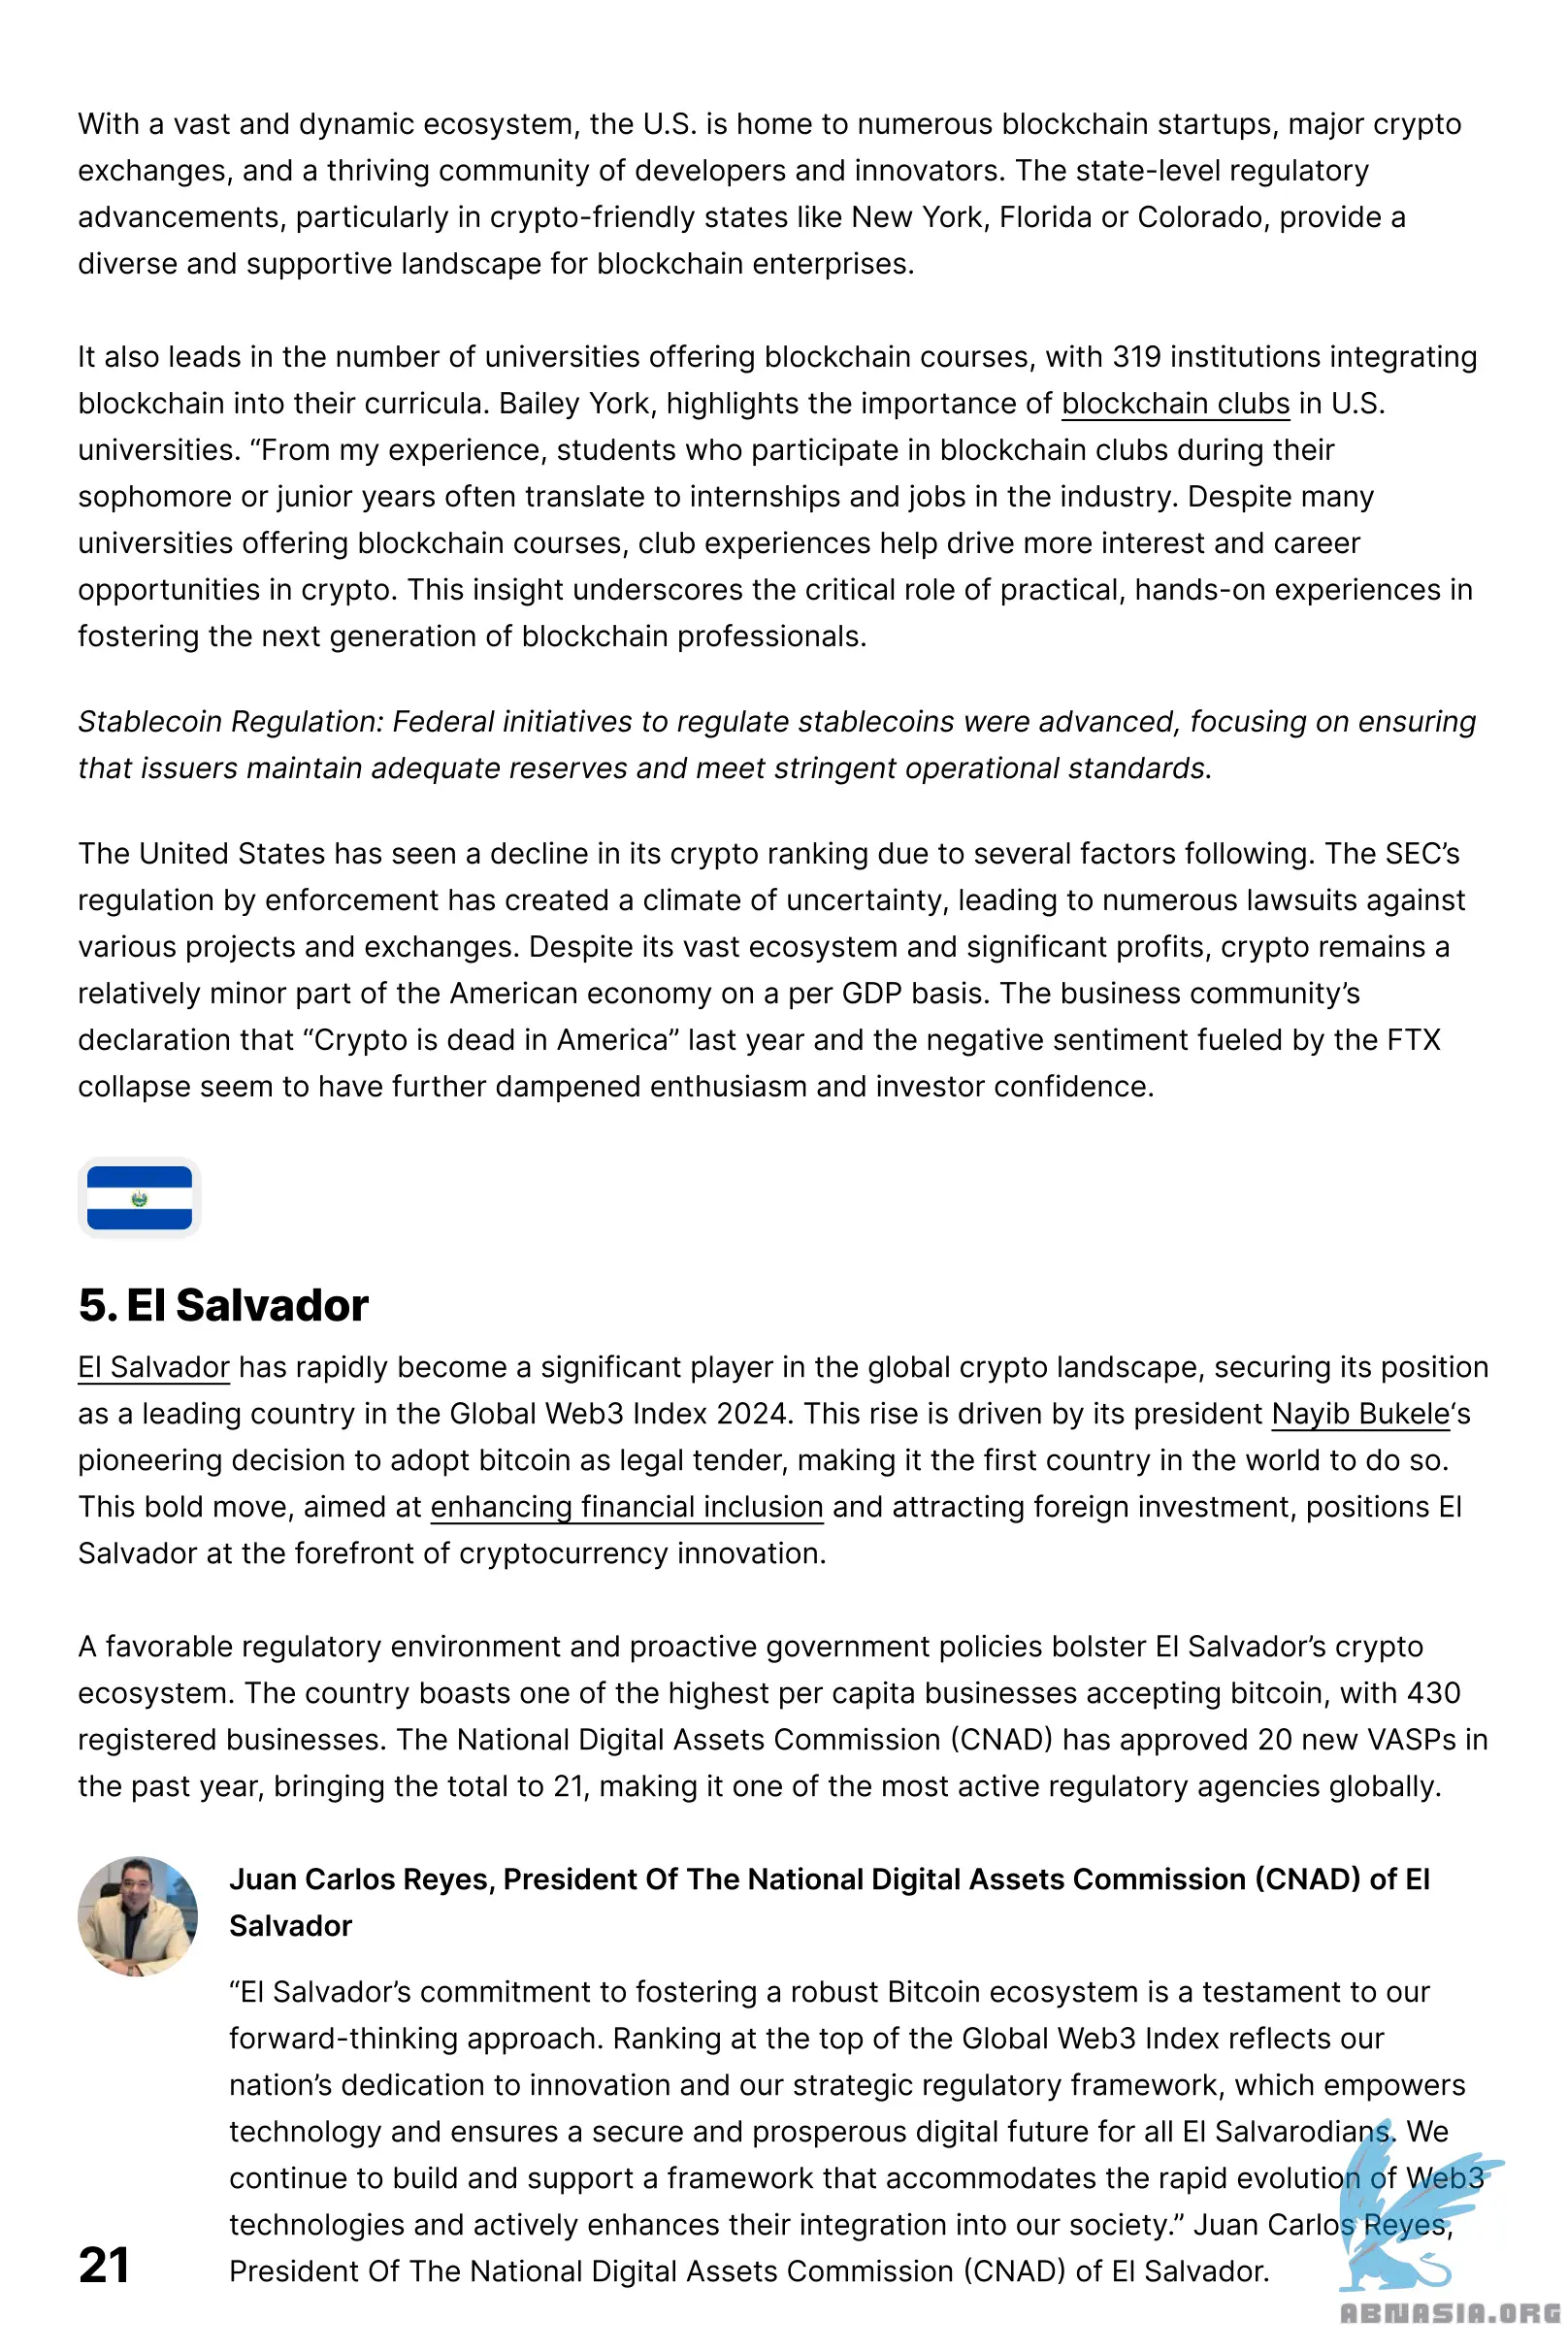 With a vast and dynamic ecosystem, the U.S. is home to numerous blockchain startups, major crypto
exchanges, and a thriving community of developers and innovators. The state-level regulatory
advancements, particularly in crypto-friendly states like New York, Florida or Colorado, provide a
diverse and supportive landscape for blockchain enterprises.
It also leads in the number of universities offering blockchain courses, with 319 institutions integrating
blockchain into their curricula. Bailey York, highlights the importance of blockchain clubs in U.S.
universities. “From my experience, students who participate in blockchain clubs during their
sophomore or junior years often translate to internships and jobs in the industry. Despite many
universities offering blockchain courses, club experiences help drive more interest and career
opportunities in crypto. This insight underscores the critical role of practical, hands-on experiences in
fostering the next generation of blockchain professionals.
Stablecoin Regulation: Federal initiatives to regulate stablecoins were advanced, focusing on ensuring
that issuers maintain adequate reserves and meet stringent operational standards.
The United States has seen a decline in its crypto ranking due to several factors following. The SEC’s
regulation by enforcement has created a climate of uncertainty, leading to numerous lawsuits against
various projects and exchanges. Despite its vast ecosystem and significant profits, crypto remains a
relatively minor part of the American economy on a per GDP basis. The business community’s
declaration that “Crypto is dead in America” last year and the negative sentiment fueled by the FTX
collapse seem to have further dampened enthusiasm and investor confidence.
5. El Salvador
El Salvador has rapidly become a significant player in the global crypto landscape, securing its position
as a leading country in the Global Web3 Index 2024. This rise is driven by its president Nayib Bukele‘s
pioneering decision to adopt bitcoin as legal tender, making it the first country in the world to do so.
This bold move, aimed at enhancing financial inclusion and attracting foreign investment, positions El
Salvador at the forefront of cryptocurrency innovation.
A favorable regulatory environment and proactive government policies bolster El Salvador’s crypto
ecosystem. The country boasts one of the highest per capita businesses accepting bitcoin, with 430
registered businesses. The National Digital Assets Commission (CNAD) has approved 20 new VASPs in
the past year, bringing the total to 21, making it one of the most active regulatory agencies globally.
Juan Carlos Reyes, President Of The National Digital Assets Commission (CNAD) of El
Salvador
“El Salvador’s commitment to fostering a robust Bitcoin ecosystem is a testament to our
forward-thinking approach. Ranking at the top of the Global Web3 Index reflects our
nation’s dedication to innovation and our strategic regulatory framework, which empowers
technology and ensures a secure and prosperous digital future for all El Salvarodians. We
continue to build and support a framework that accommodates the rapid evolution of Web3
technologies and actively enhances their integration into our society.” Juan Carlos Reyes,
President Of The National Digital Assets Commission (CNAD) of El Salvador.
21
ABNASIA.ORG